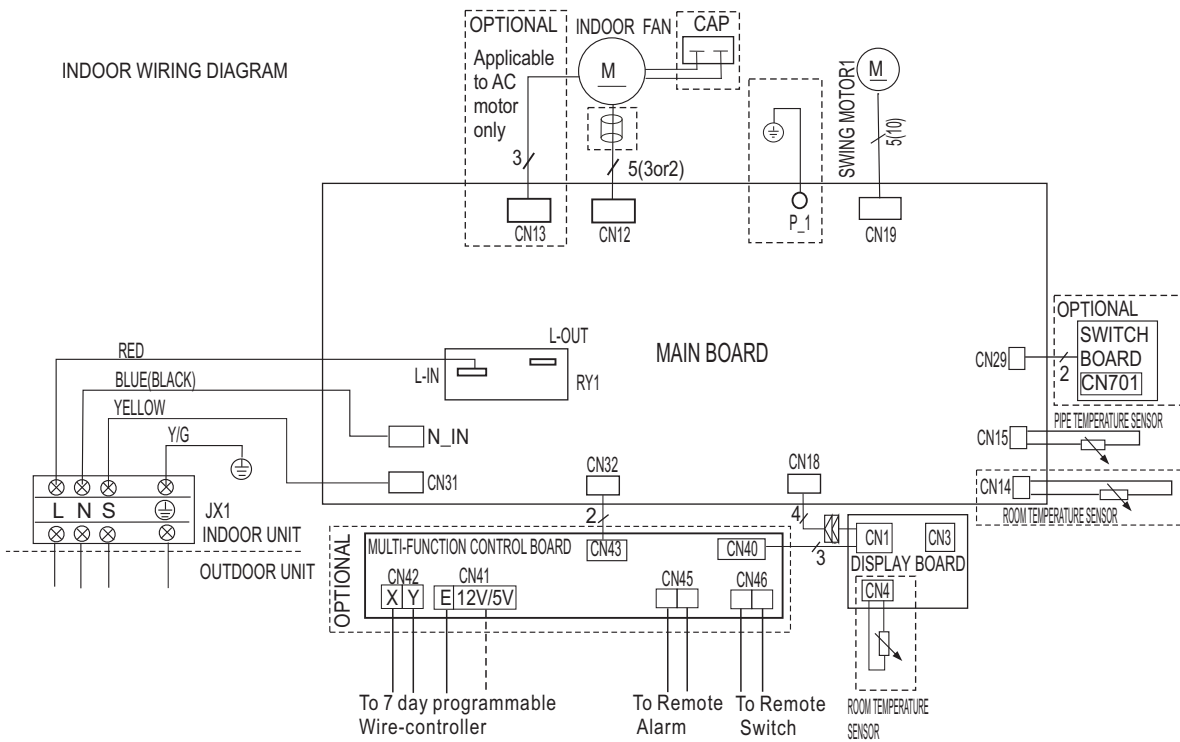 INDOOR WIRING DIAGRAM
OPTIONAL
Applicable
to AC
motor
only
3
CN13
INDOOR FAN
M
CAP
5(3or2)
CN12
P_1
SWING MOTOR1
M
5(10)
CN19
MAIN BOARD
RED
BLUE(BLACK)
YELLOW
Y/G
L-IN
L-OUT
RY1
N_IN
CN31
L N S
JX1
INDOOR UNIT
OUTDOOR UNIT
CN29
2
OPTIONAL
SWITCH
BOARD
CN701
PIPE TEMPERATURE SENSOR
CN15
CN14
ROOM TEMPERATURE SENSOR
CN32
2
CN18
4
OPTIONAL
MULTI-FUNCTION CONTROL BOARD
CN43
CN40
3
CN42
X Y
CN41
E 12V/5V
CN45
CN46
CN1
CN3
DISPLAY BOARD
CN4
To 7 day programmable
Wire-controller
To Remote
Alarm
To Remote
Switch
ROOM TEMPERATURE
SENSOR